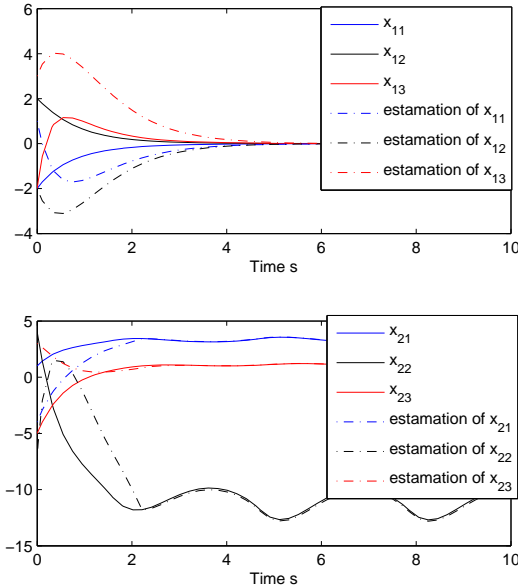 6
4
2
0
−2
−4
0
2
4
6
8
10
Time s
x11
x12
x13
estamation of x11
estamation of x12
estamation of x13
5
0
−5
−10
−15
0
2
4
6
8
10
Time s
x21
x22
x23
estamation of x21
estamation of x22
estamation of x23